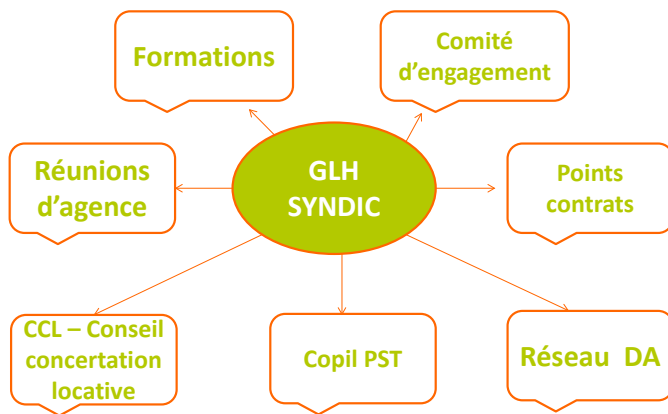 Formations
Comité
d'engagement
Réunions
d'agence
GLH
SYNDIC
Points
contrats
CCL – Conseil
concertation
locative
Copil PST
Réseau DA